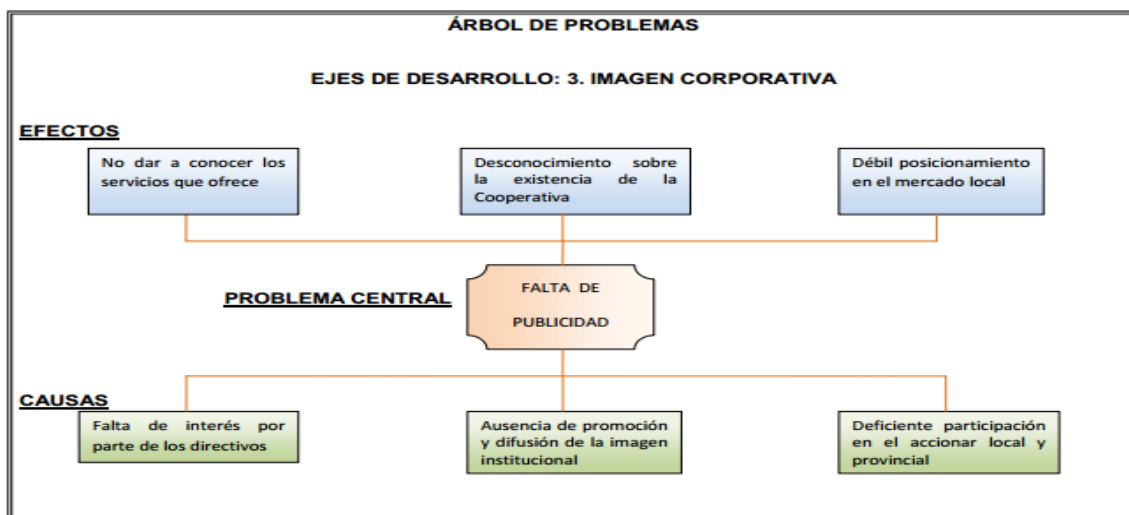 ÁRBOL DE PROBLEMAS
EJES DE DESARROLLO: 3. IMAGEN CORPORATIVA
EFECTOS
No dar a conocer los
servicios que ofrece
Desconocimiento sobre
la existencia de la
Cooperativa
Débil posicionamiento
en el mercado local
PROBLEMA CENTRAL
FALTA DE
PUBLICIDAD
CAUSAS
Falta de interés por
parte de los directivos
Ausencia de promoción
y difusión de la imagen
institucional
Deficiente participación
en el accionar local y
provincial